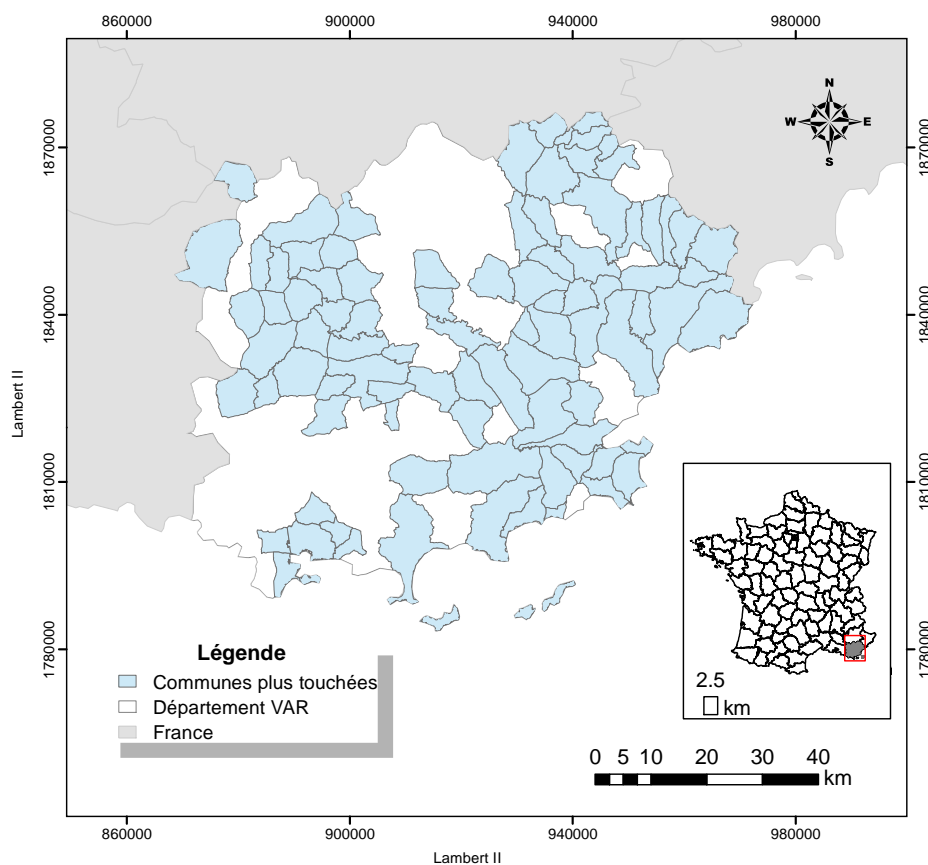 860000 900000 940000 980000
N
W E
S
1870000 1870000
1840000 1840000
Lambert II
1810000 1810000
1780000 1780000
2.5
km
Légende
Communes plus touchées
Département VAR
France
0 5 10 20 30 40
km
860000 900000 940000 980000
Lambert II